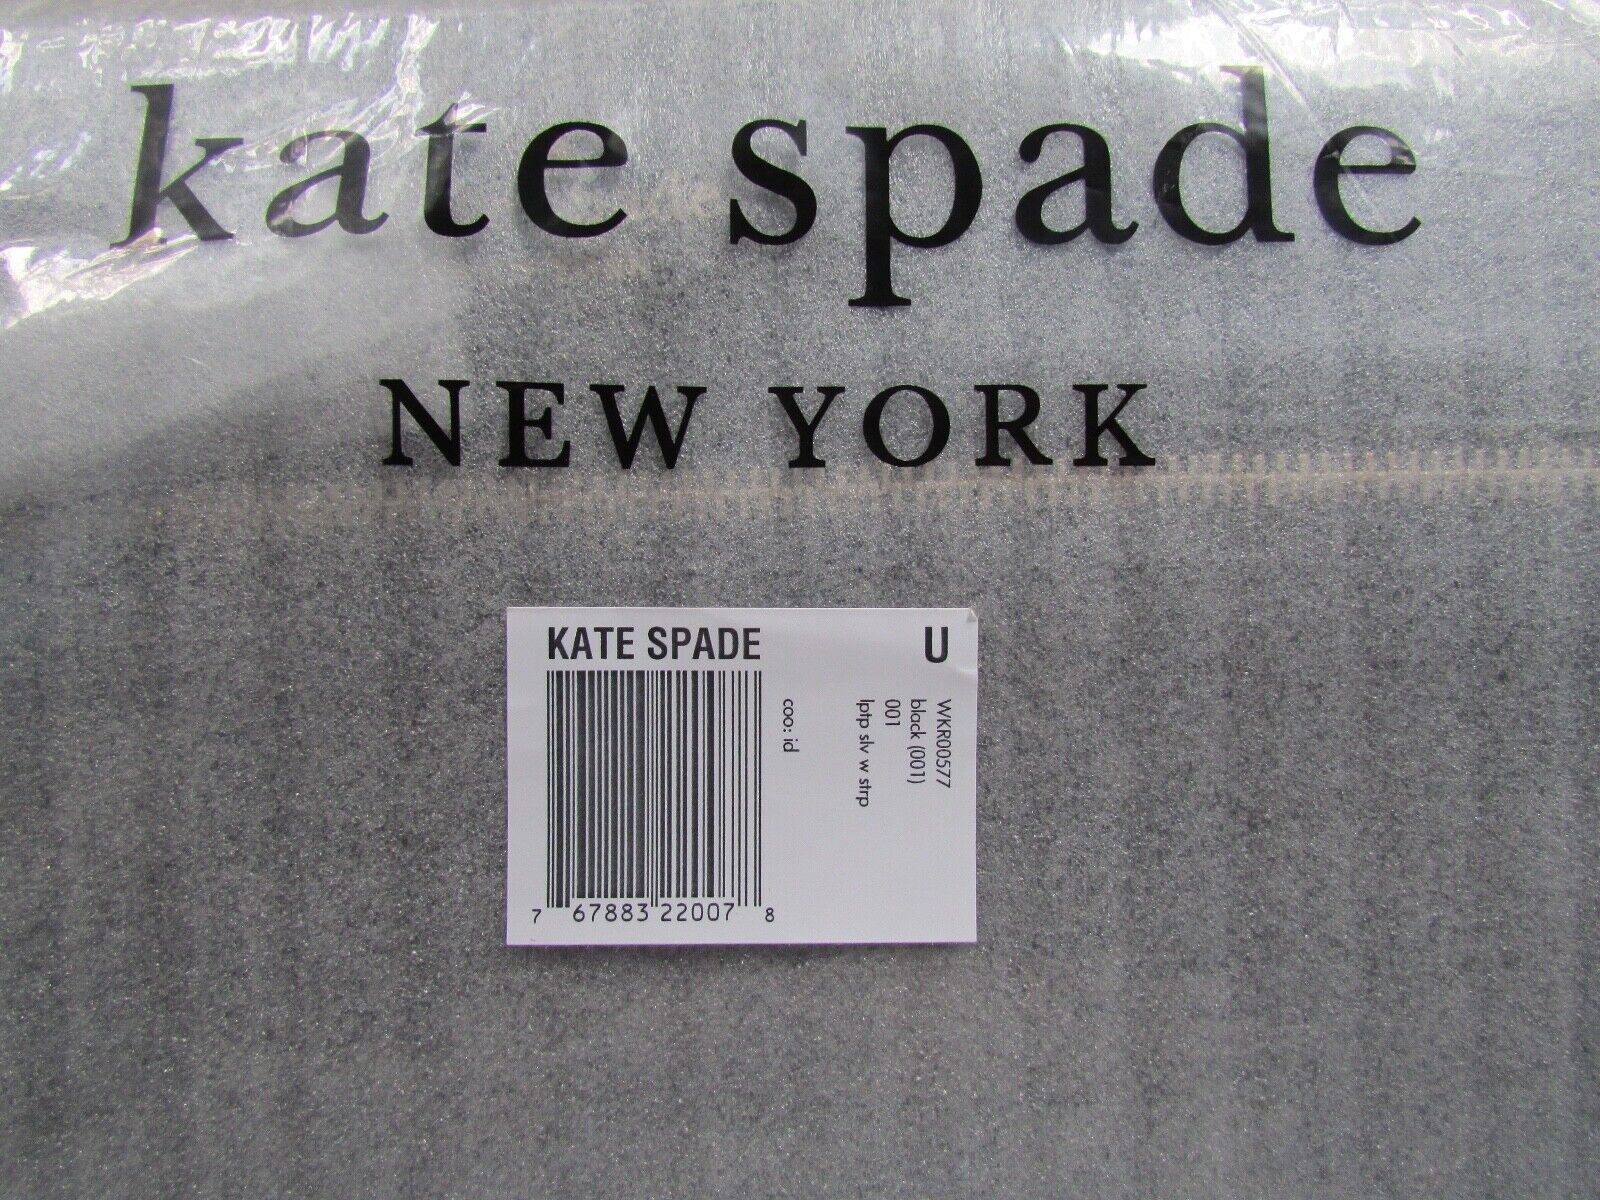 kate spade
NEW YORK
KATE SPADE U
WKR00577
black (001)
001
lptp slv w strp
coo: id
7 67883 22007 8